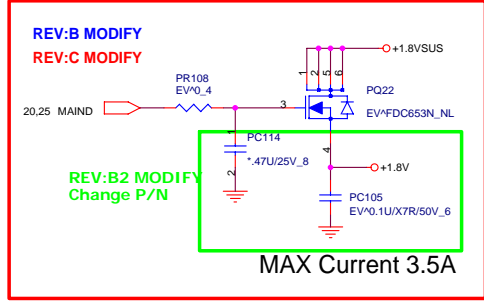 REV:B MODIFY
REV:C MODIFY
+1.8VSUS
1
2
5
6
PR108
EV^0_4
PQ22
20,25 MAIND
3
EV^FDC653N_NL
1
PC114
*.47U/25V_8
2
4
+1.8V
REV:B2 MODIFY
Change P/N
PC105
EV^0.1U/X7R/50V_6
MAX Current 3.5A